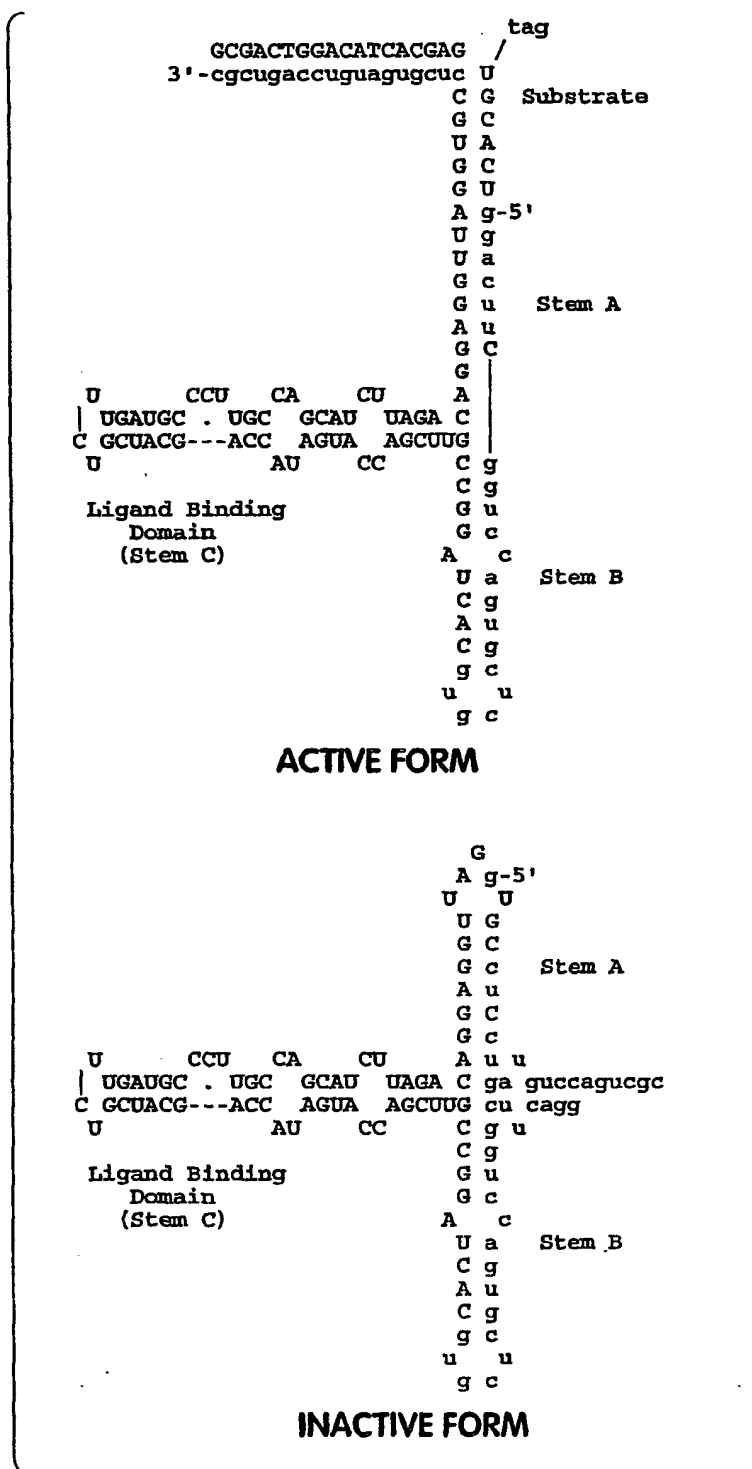 tag
GCGACTGGACATCACGAG /
3'-cgcugaccuguagugcuc U
C G Substrate
G C
U A
G C
G U
A g-5'
U g
U a
G c
G u Stem A
A u
G C
G
U CCU CA CU A
| UGAUGC . UGC GCAU UAGA C
C GCUACG---ACC AGUA AGCUUG
U AU CC C g
C g
Ligand Binding G u
Domain G c
(Stem C) A c
U a Stem B
C g
A u
C g
g c
u u
g c
ACTIVE FORM
G
A g-5'
U U
U G
G C
G c Stem A
A u
G C
G c
U CCU CA CU A u u
| UGAUGC . UGC GCAU UAGA C ga guccagucgc
C GCUACG---ACC AGUA AGCUUG cu cagg
U AU CC C g u
C g
Ligand Binding G u
Domain G c
(Stem C) A c
U a Stem B
C g
A u
C g
g c
u u
g c
INACTIVE FORM